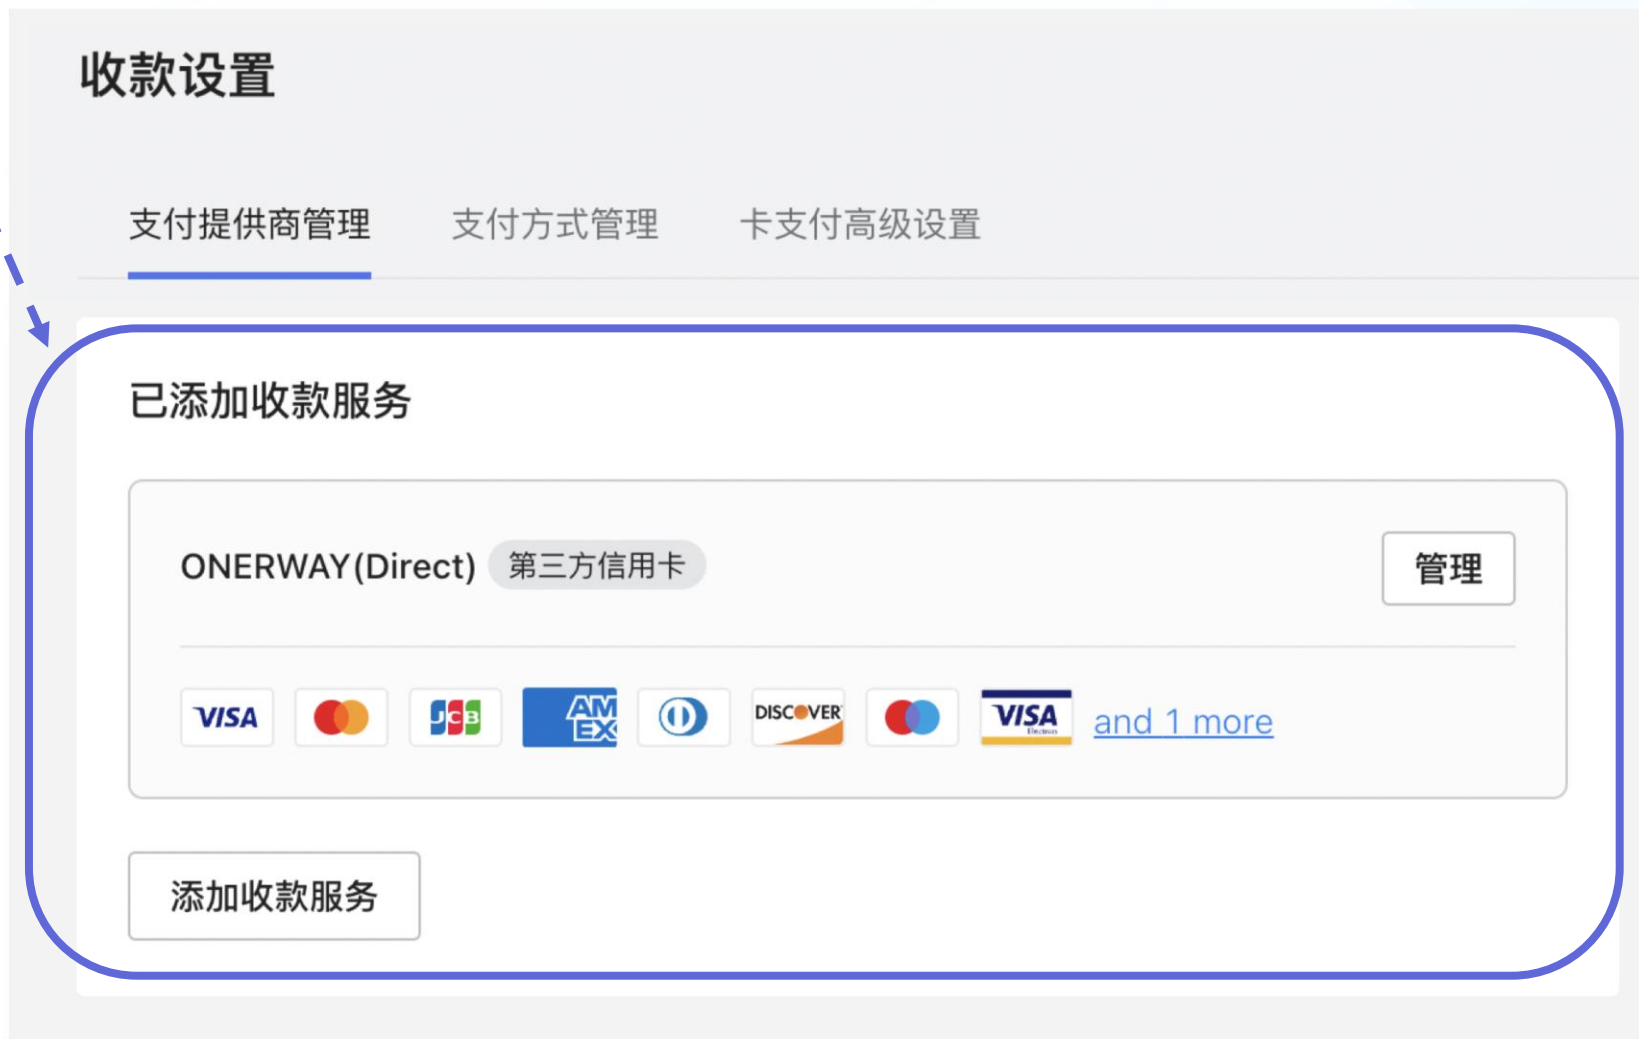 收款设置
支付提供商管理 支付方式管理 卡支付高级设置
已添加收款服务
ONERWAY(Direct) 第三方信用卡 管理
VISA JCB AM EX DISCOVER VISA Electron and 1 more
添加收款服务